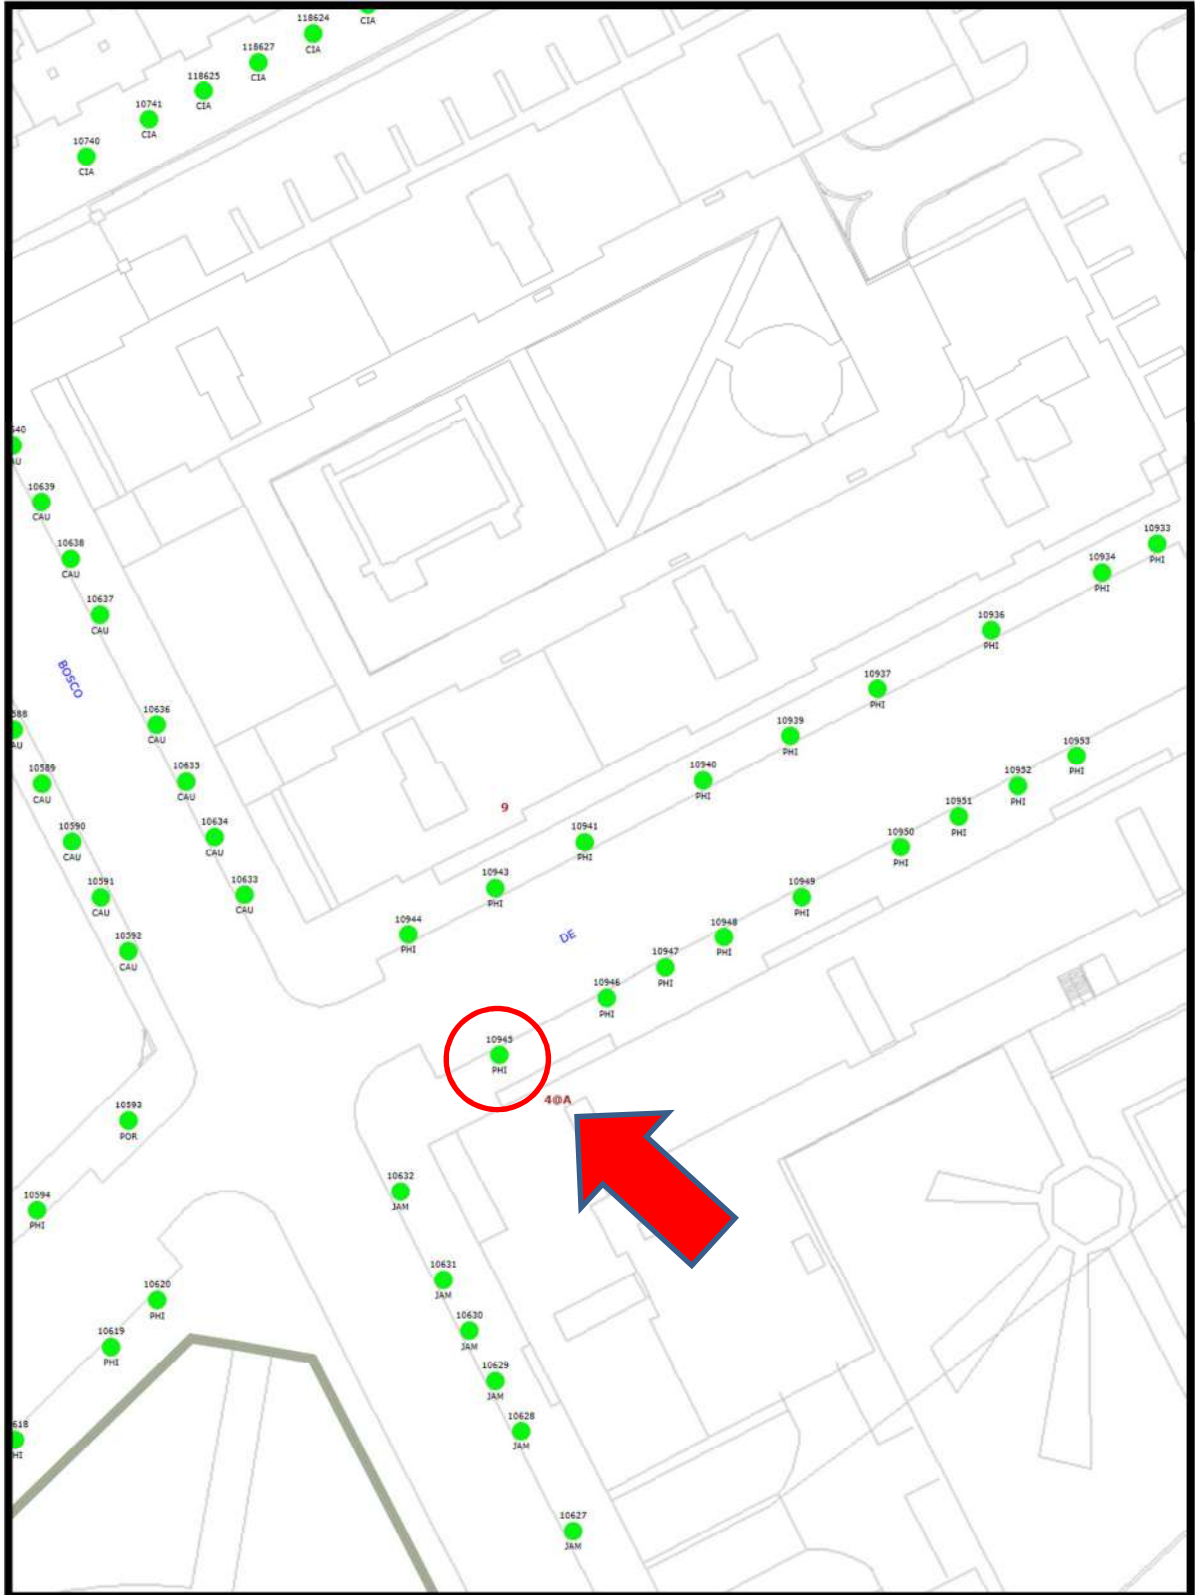 118624
CIA
CIA
118627
CIA
118625
CIA
10741
CIA
10740
CIA
10639
CAU
10638
CAU
10637
CAU
BOSCO
10636
CAU
10635
CAU
10634
CAU
10633
CAU
10589
CAU
10590
CAU
10591
CAU
10592
CAU
10933
PHI
10934
PHI
10936
PHI
10937
PHI
10939
PHI
10940
PHI
9
10941
PHI
10943
PHI
10944
PHI
DE
10953
PHI
10952
PHI
10951
PHI
10950
PHI
10949
PHI
10948
PHI
10947
PHI
10946
PHI
10945
PHI
40A
10593
POR
10594
PHI
10632
JAM
10631
JAM
10630
JAM
10629
JAM
10628
JAM
10627
JAM
10620
PHI
10619
PHI